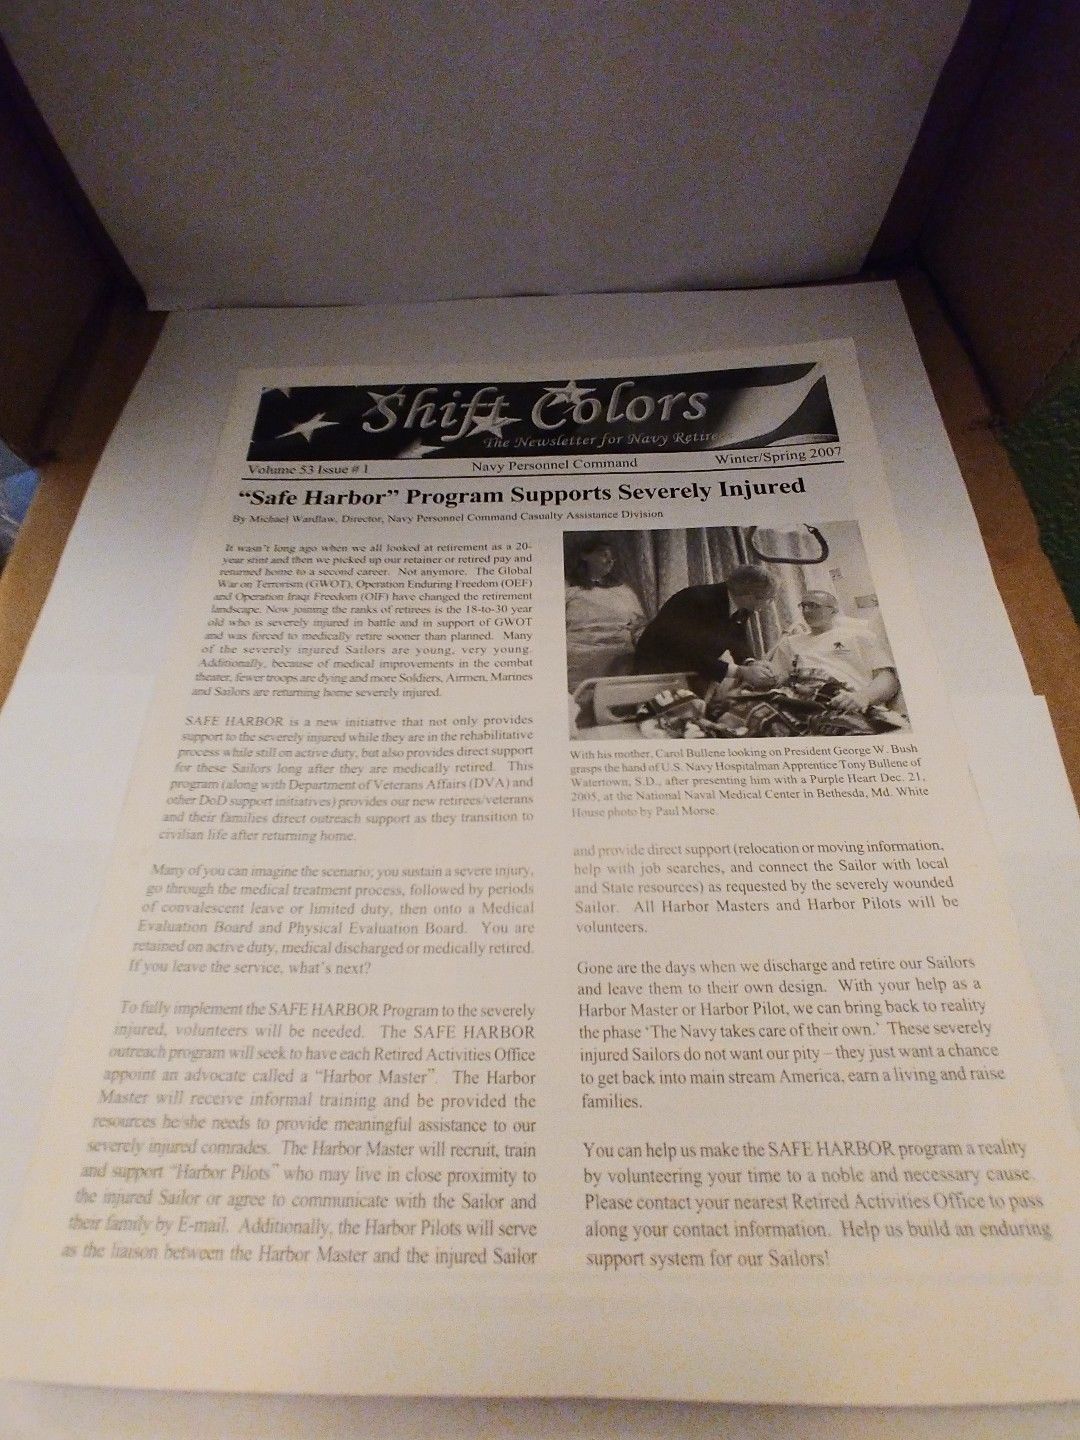 Shift Colors
The Newsletter for Navy Retire
Volume 53 Issue # 1 Navy Personnel Command Winter/Spring 2007
“Safe Harbor” Program Supports Severely Injured
By Michael Wardlaw, Director, Navy Personnel Command Casualty Assistance Division
It wasn't long ago when we all looked at retirement as a 20-
year stint and then we picked up our retainer or retired pay and
returned home to a second career. Not anymore. The Global
War on Terrorism (GWOT), Operation Enduring Freedom (OEF)
and Operation Iraqi Freedom (OIF) have changed the retirement
landscape. Now joining the ranks of retirees is the 18-to-30 year
old who is severely injured in battle and in support of GWOT
and was forced to medically retire sooner than planned. Many
of the severely injured Sailors are young, very young.
Additionally, because of medical improvements in the combat
theater, fewer troops are dying and more Soldiers, Airmen, Marines
and Sailors are returning home severely injured.
SAFE HARBOR is a new initiative that not only provides
support to the severely injured while they are in the rehabilitative
process while still on active duty, but also provides direct support
for these Sailors long after they are medically retired. This
program (along with Department of Veterans Affairs (DVA) and
other DoD support initiatives) provides our new retirees/veterans
and their families direct outreach support as they transition to
civilian life after returning home.
Many of you can imagine the scenario; you sustain a severe injury,
go through the medical treatment process, followed by periods
of convalescent leave or limited duty, then onto a Medical
Evaluation Board and Physical Evaluation Board. You are
retained on active duty, medical discharged or medically retired.
If you leave the service, what's next?
To fully implement the SAFE HARBOR Program to the severely
injured, volunteers will be needed. The SAFE HARBOR
outreach program will seek to have each Retired Activities Office
appoint an advocate called a “Harbor Master”. The Harbor
Master will receive informal training and be provided the
resources he/she needs to provide meaningful assistance to our
severely injured comrades. The Harbor Master will recruit, train
and support “Harbor Pilots” who may live in close proximity to
the injured Sailor or agree to communicate with the Sailor and
their family by E-mail. Additionally, the Harbor Pilots will serve
as the liaison between the Harbor Master and the injured Sailor
With his mother, Carol Bullene looking on President George W. Bush
grasps the hand of U.S. Navy Hospitalman Apprentice Tony Bullene of
Watertown, S.D., after presenting him with a Purple Heart Dec. 21,
2005, at the National Naval Medical Center in Bethesda, Md. White
House photo by Paul Morse.
and provide direct support (relocation or moving information,
help with job searches, and connect the Sailor with local
and State resources) as requested by the severely wounded
Sailor. All Harbor Masters and Harbor Pilots will be
volunteers.
Gone are the days when we discharge and retire our Sailors
and leave them to their own design. With your help as a
Harbor Master or Harbor Pilot, we can bring back to reality
the phase ‘The Navy takes care of their own.’ These severely
injured Sailors do not want our pity – they just want a chance
to get back into main stream America, earn a living and raise
families.
You can help us make the SAFE HARBOR program a reality
by volunteering your time to a noble and necessary cause.
Please contact your nearest Retired Activities Office to pass
along your contact information. Help us build an enduring
support system for our Sailors!